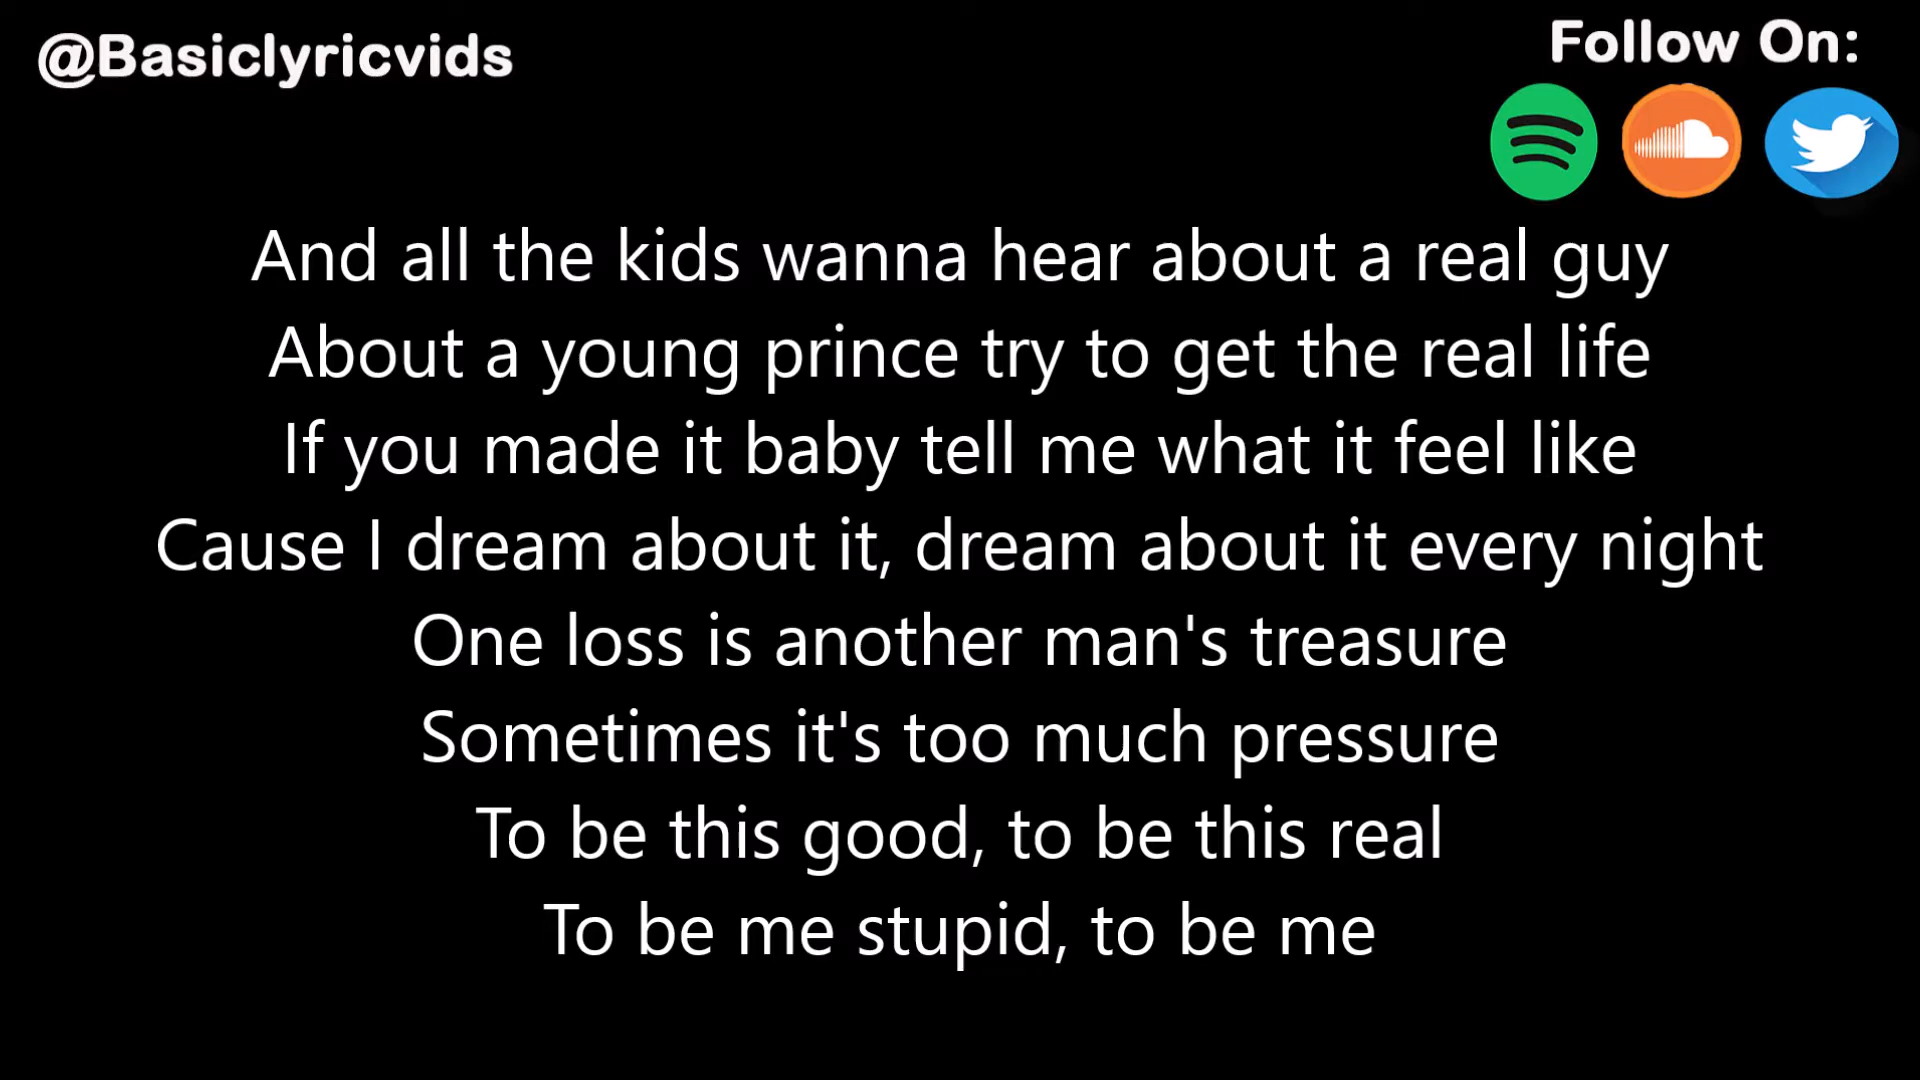 @Basiclyricvids
Follow On:
And all the kids wanna hear about a real guy
About a young prince try to get the real life
If you made it baby tell me what it feel like
Cause I dream about it, dream about it every night
One loss is another man's treasure
Sometimes it's too much pressure
To be this good, to be this real
To be me stupid, to be me